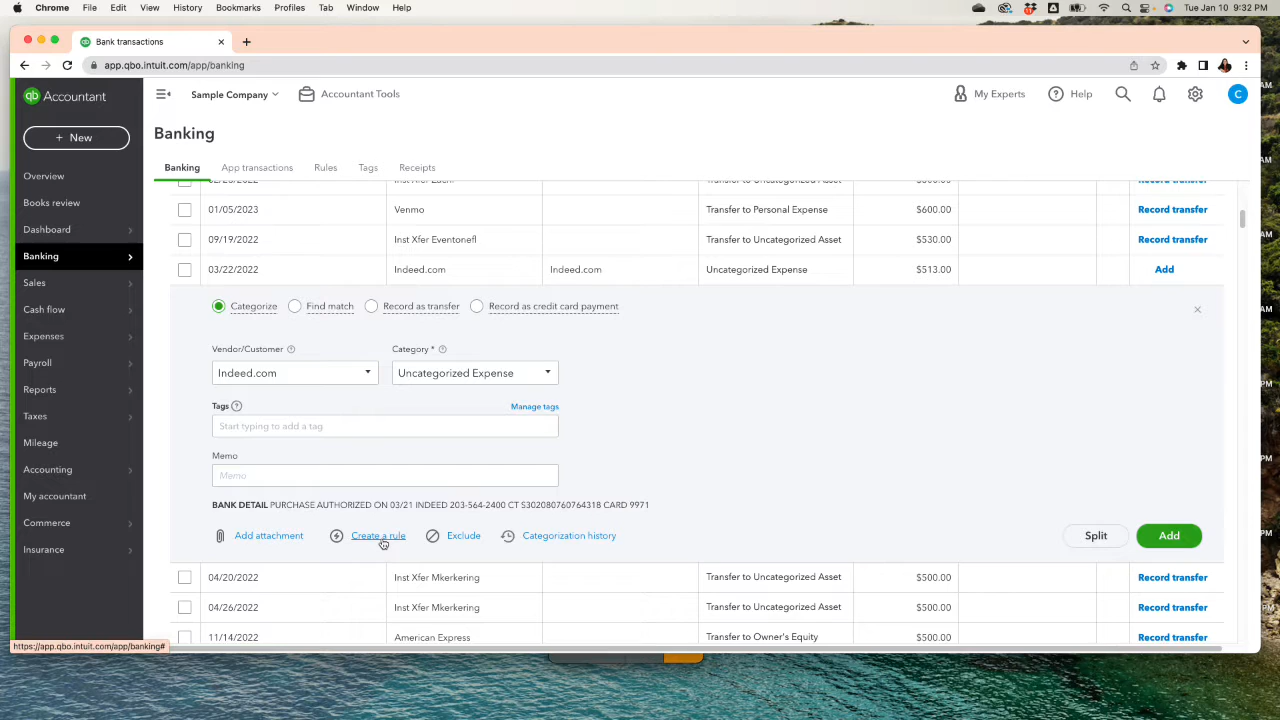 Chrome File Edit View History Bookmarks Profiles Tab Window Help Tue Jan 10 9:32 PM
Bank transactions
app.qbo.intuit.com/app/banking
qb Accountant
Sample Company
Accountant Tools
My Experts
Help
C
+ New
Banking
Banking App transactions Rules Tags Receipts
Overview
Books review
Dashboard
Banking
Sales
Cash flow
Expenses
Payroll
Reports
Taxes
Mileage
Accounting
My accountant
Commerce
Insurance
01/05/2023 Venmo Transfer to Personal Expense $600.00 Record transfer
09/19/2022 Inst Xfer Eventonefl Transfer to Uncategorized Asset $530.00 Record transfer
03/22/2022 Indeed.com Indeed.com Uncategorized Expense $513.00 Add
Categorize Find match Record as transfer Record as credit card payment
Vendor/Customer Category *
Indeed.com Uncategorized Expense
Tags Manage tags
Start typing to add a tag
Memo
Memo
BANK DETAIL PURCHASE AUTHORIZED ON 03/21 INDEED 203-564-2400 CT S302080760764318 CARD 9971
Add attachment Create a rule Exclude Categorization history Split Add
04/20/2022 Inst Xfer Mkerkering Transfer to Uncategorized Asset $500.00 Record transfer
04/26/2022 Inst Xfer Mkerkering Transfer to Uncategorized Asset $500.00 Record transfer
11/14/2022 American Express Transfer to Owner's Equity $500.00 Record transfer
https://app.qbo.intuit.com/app/banking#